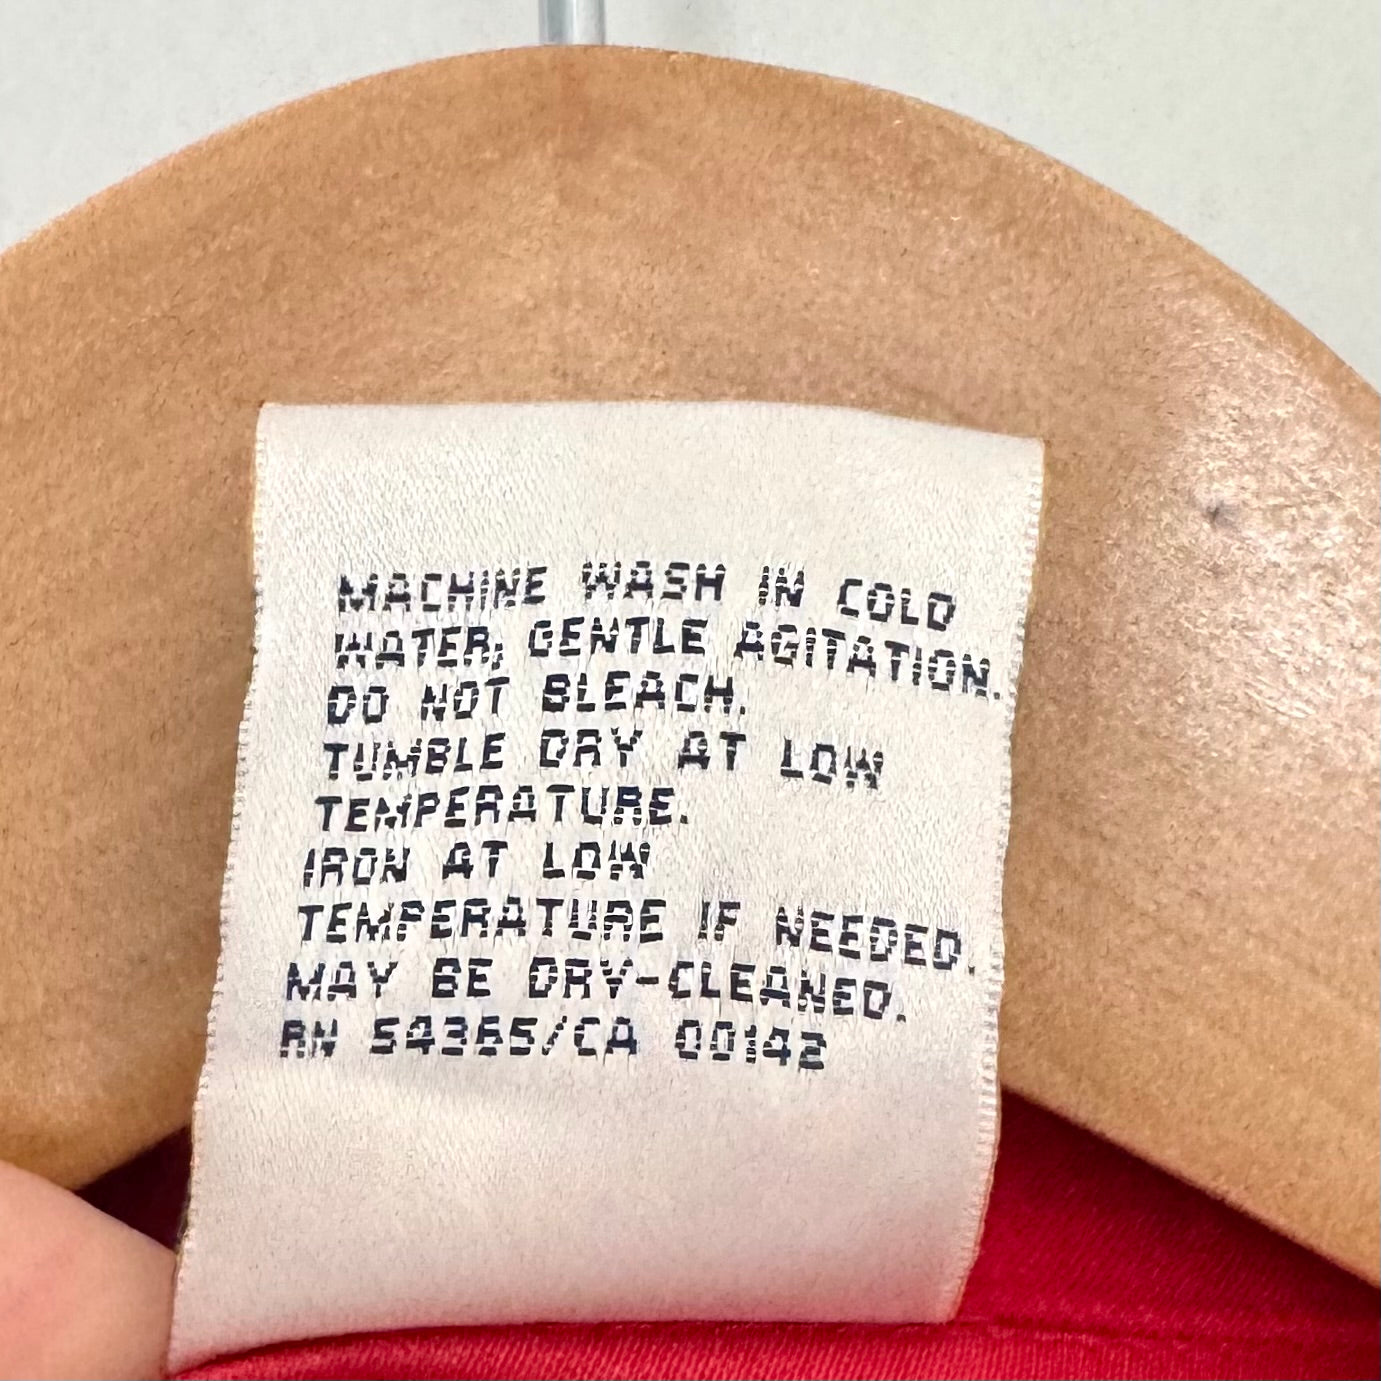 MACHINE WASH IN COLD
WATER, GENTLE AGITATION.
DO NOT BLEACH.
TUMBLE DRY AT LOW
TEMPERATURE.
IRON AT LOW
TEMPERATURE IF NEEDED.
MAY BE DRY-CLEANED.
RN 54365/CA 00142